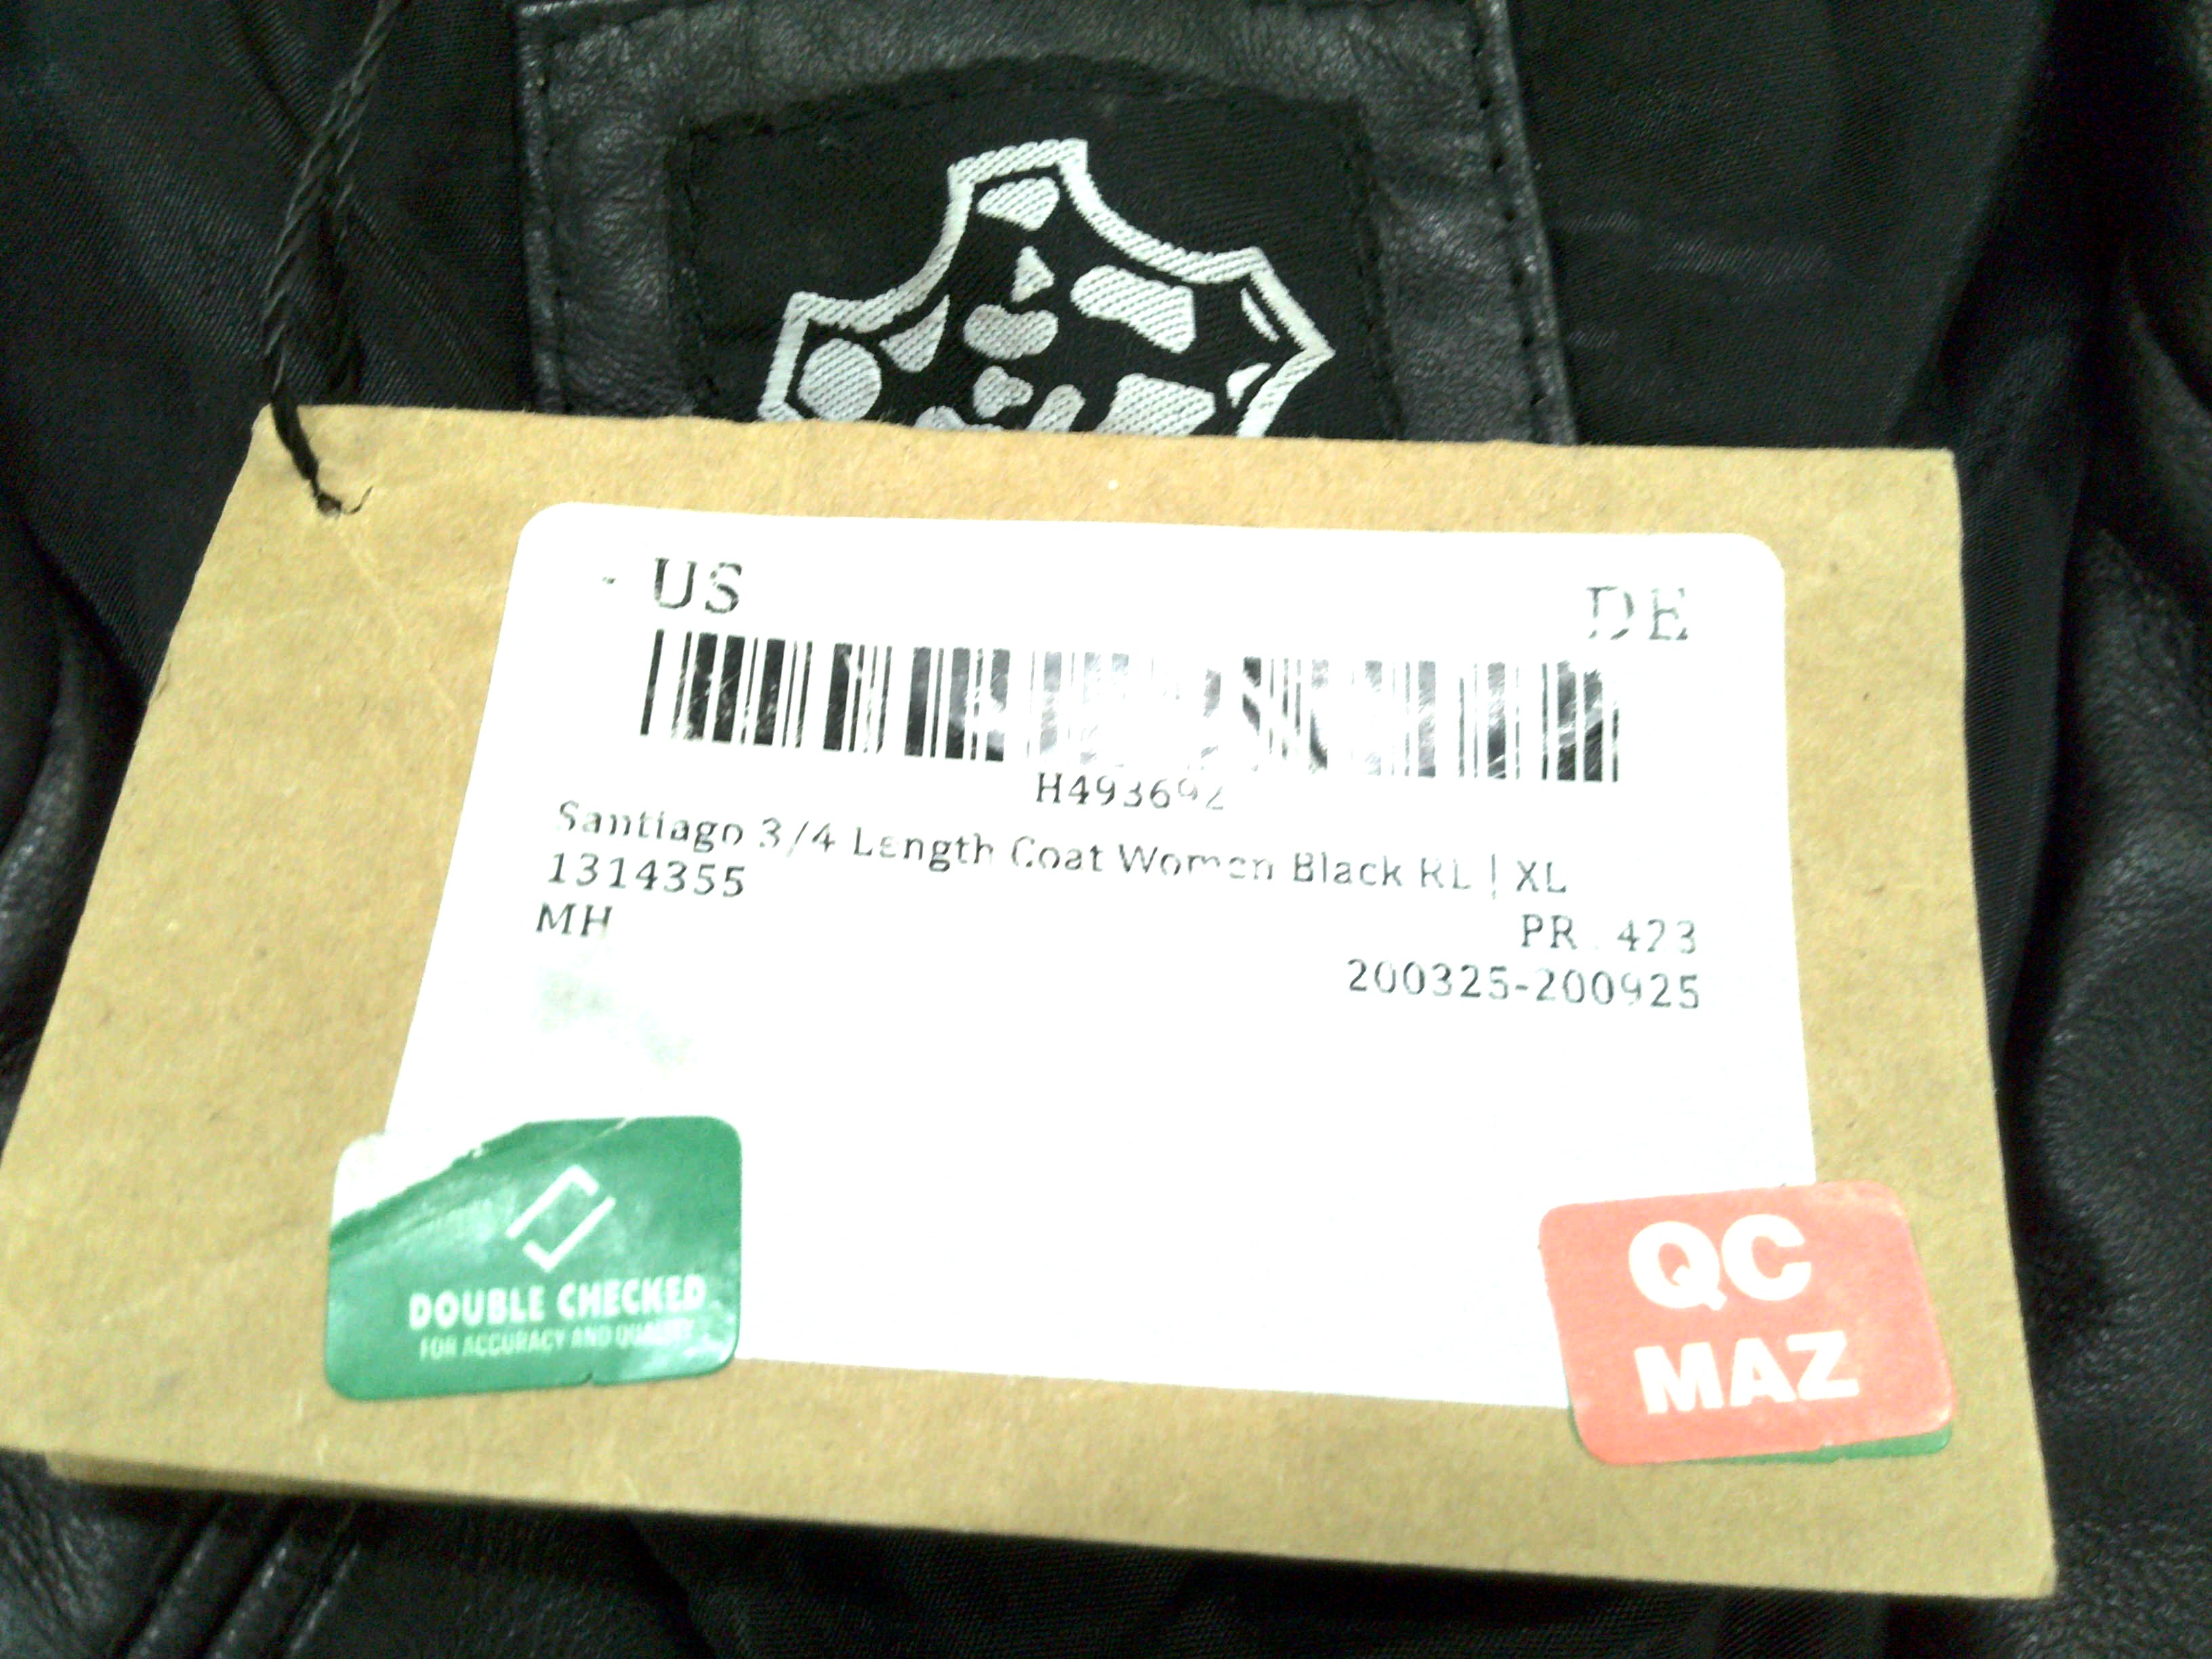 - US DE
H493692
Santiago 3/4 Length Coat Women Black RL | XL
1314355
MH PR 423
200325-200925
DOUBLE CHECKED
FOR ACCURACY AND QUALITY
QC
MAZ